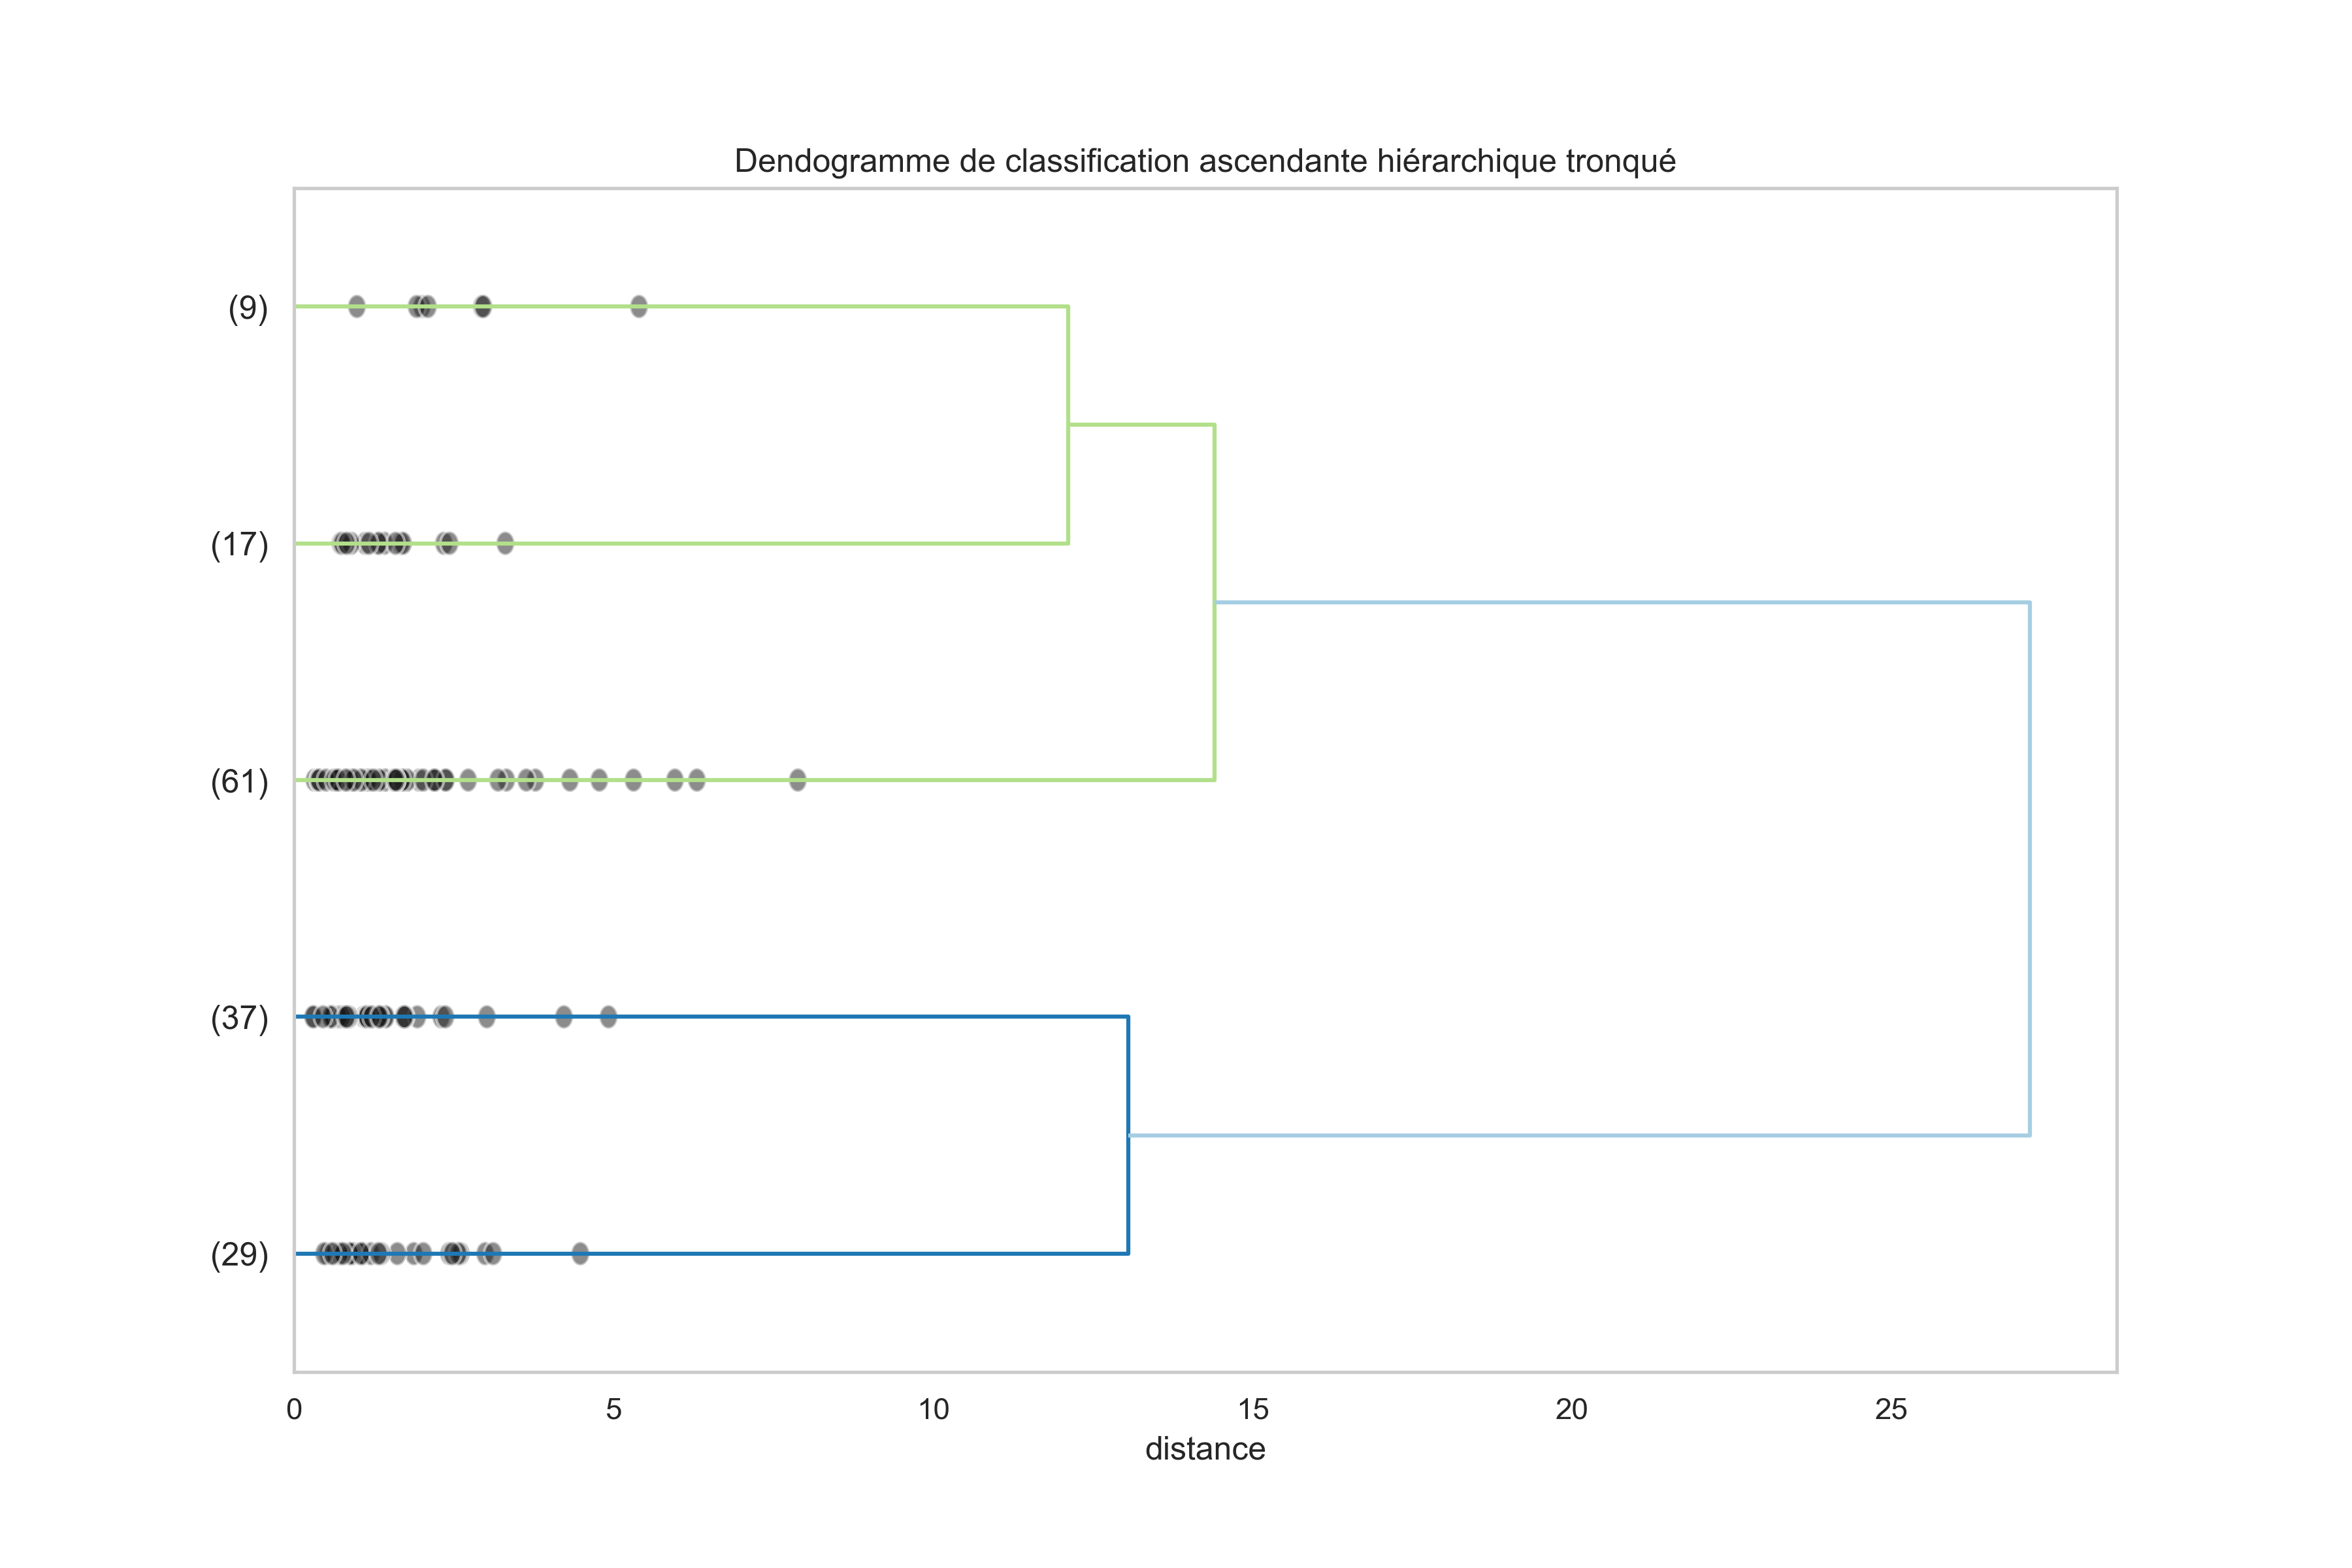 Dendogramme de classification ascendante hiérarchique tronqué
(9)
(17)
(61)
(37)
(29)
0 5 10 15 20 25
distance